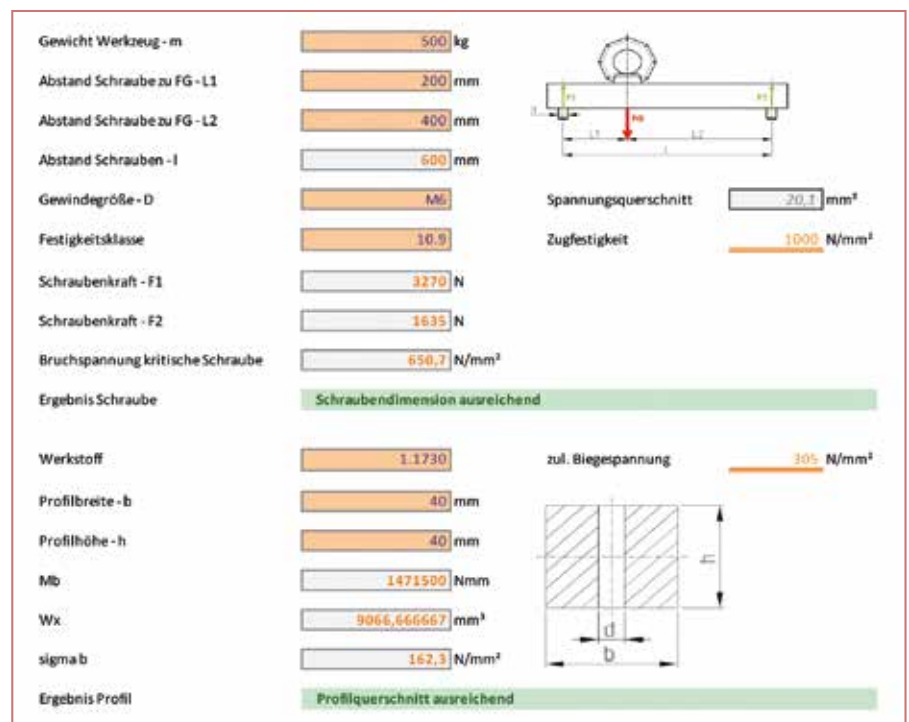 Gewicht Werkzeug - m 500 kg
Abstand Schraube zu FG - L1 200 mm
Abstand Schraube zu FG - L2 400 mm
Abstand Schrauben - l 600 mm
Gewindegröße - D M6 Spannungsquerschnitt 20,1 mm²
Festigkeitsklasse 10.9 Zugfestigkeit 1000 N/mm²
Schraubenkraft - F1 3270 N
Schraubenkraft - F2 1635 N
Bruchspannung kritische Schraube 650,7 N/mm²
Ergebnis Schraube Schraubendimension ausreichend
L1 L2
Werkstoff 1.1730 zul. Biegespannung 305 N/mm²
Profilbreite - b 40 mm
Profilhöhe - h 40 mm
Mb 1471500 Nmm
Wx 9066,666667 mm³
sigma b 162,3 N/mm²
h
d
b
Ergebnis Profil Profilquerschnitt ausreichend